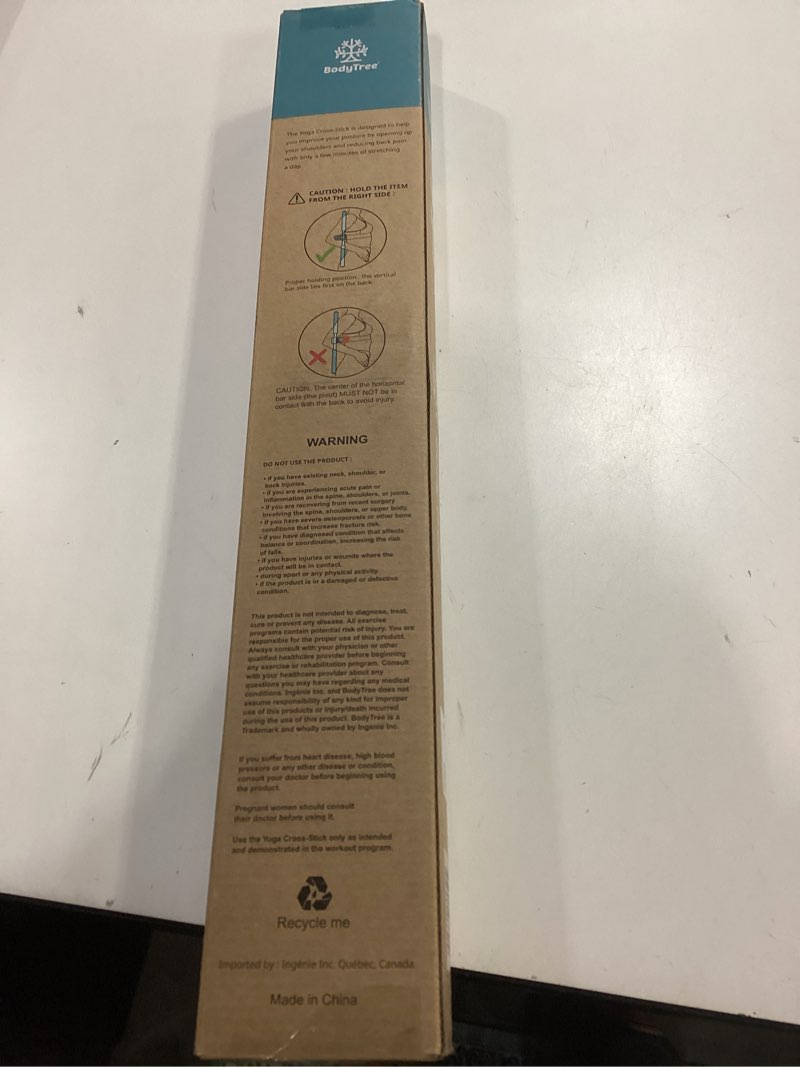 BodyTree
The Yoga Cross-Stick is designed to help
you improve your posture by opening up
your shoulders and reducing back pain
with only a few minutes of stretching
a day.
CAUTION : HOLD THE ITEM
FROM THE RIGHT SIDE :
Proper holding position : the vertical
bar side lies first on the back.
CAUTION: The center of the horizontal
bar side (the pivot) MUST NOT be in
contact with the back to avoid injury.
WARNING
DO NOT USE THE PRODUCT :
• if you have existing neck, shoulder, or
back injuries.
• if you are experiencing acute pain or
inflammation in the spine, shoulders, or joints.
• if you are recovering from recent surgery
involving the spine, shoulders, or upper body.
• if you have severe osteoporosis or other bone
conditions that increase fracture risk.
• if you have diagnosed condition that affects
balance or coordination, increasing the risk
of falls.
• if you have injuries or wounds where the
product will be in contact.
• during sport or any physical activity.
• if the product is in a damaged or defective
condition.
This product is not intended to diagnose, treat,
cure or prevent any disease. All exercise
programs contain potential risk of injury. You are
responsible for the proper use of this product.
Always consult with your physician or other
qualified healthcare provider before beginning
any exercise or rehabilitation program. Consult
with your healthcare provider about any
questions you may have regarding any medical
conditions. Ingénie Inc. and BodyTree does not
assume responsibility of any kind for improper
use of this products or injury/death incurred
during the use of this product. BodyTree is a
Trademark and wholly owned by Ingenie Inc.
If you suffer from heart disease, high blood
pressure or any other disease or condition,
consult your doctor before beginning using
the product.
Pregnant women should consult
their doctor before using it.
Use the Yoga Cross-Stick only as intended
and demonstrated in the workout program.
Recycle me
Imported by : Ingénie Inc. Québec, Canada
Made in China